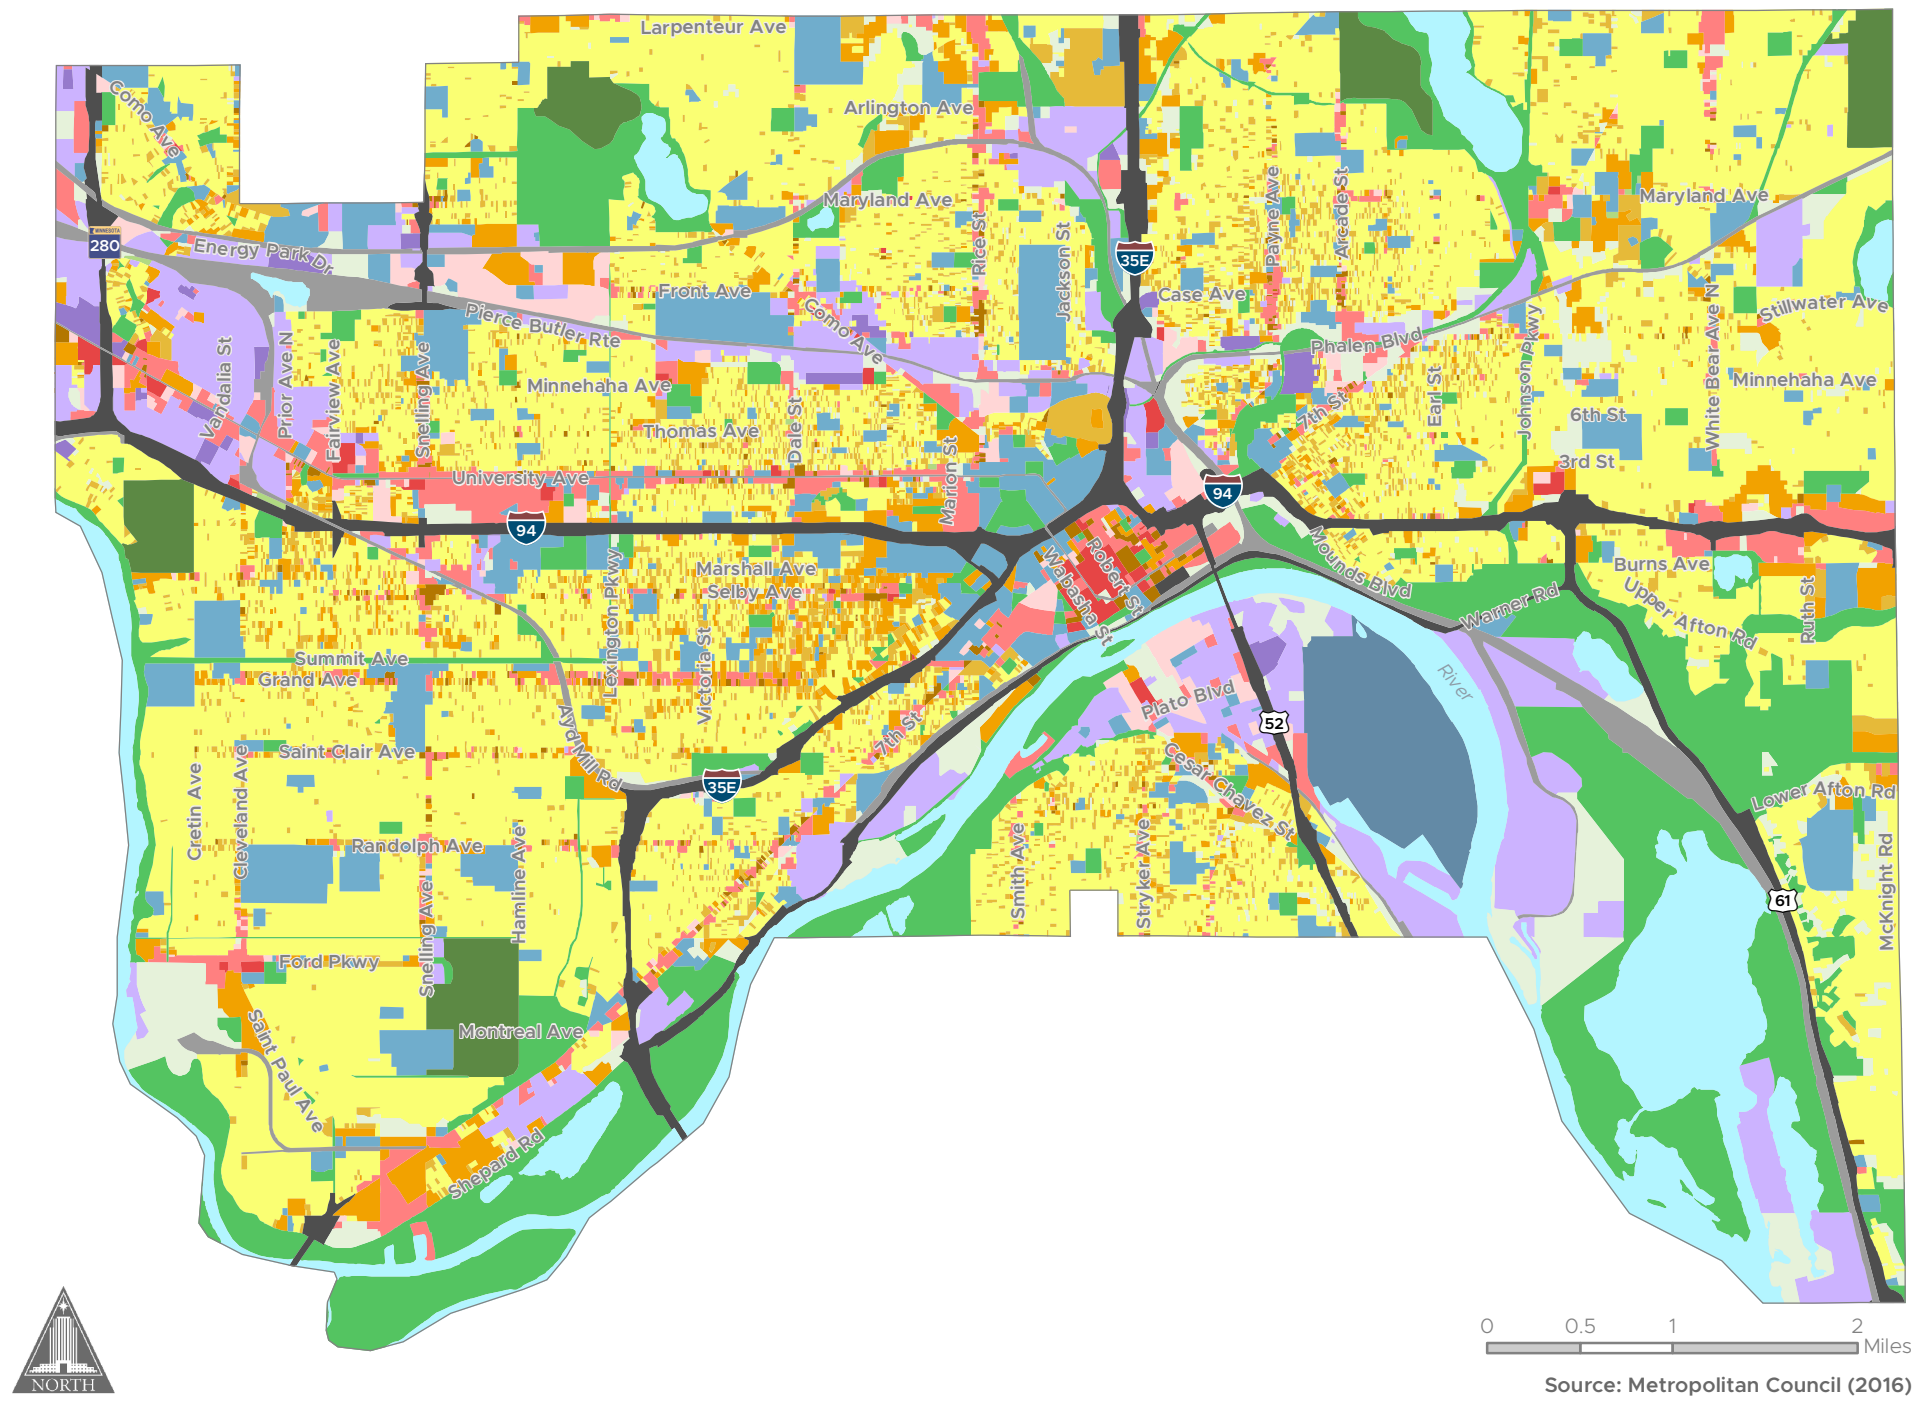 Larpenteur Ave
Como Ave
Arlington Ave
Maryland Ave
Maryland Ave
MINNESOTA
280
Energy Park Dr
Rice St
Jackson St
35E
Payne Ave
Arcade St
Front Ave
Case Ave
Stillwater Ave
Pierce Butler Rte
Como Ave
Phalen Blvd
Vandalia St
Prior Ave N
Fairview Ave
Snelling Ave
Minnehaha Ave
Dale St
Earl St
Johnson Pkwy
White Bear Ave N
Minnehaha Ave
Thomas Ave
Marion St
7th St
6th St
3rd St
University Ave
94
94
Marshall Ave
Selby Ave
Lexington Pkwy
Victoria St
Robert St
Wabasha St
Mounds Blvd
Warner Rd
Burns Ave
Upper Afton Rd
Ruth St
Summit Ave
Grand Ave
River
Plato Blvd
52
Ayd Mill Rd
7th St
Saint Clair Ave
Cretin Ave
Cleveland Ave
35E
Cesar Chavez St
Lower Afton Rd
Randolph Ave
Snelling Ave
Hamline Ave
Smith Ave
Stryker Ave
61
McKnight Rd
Ford Pkwy
Saint Paul Ave
Montreal Ave
Shepard Rd
NORTH
0 0.5 1 2
Miles
Source: Metropolitan Council (2016)